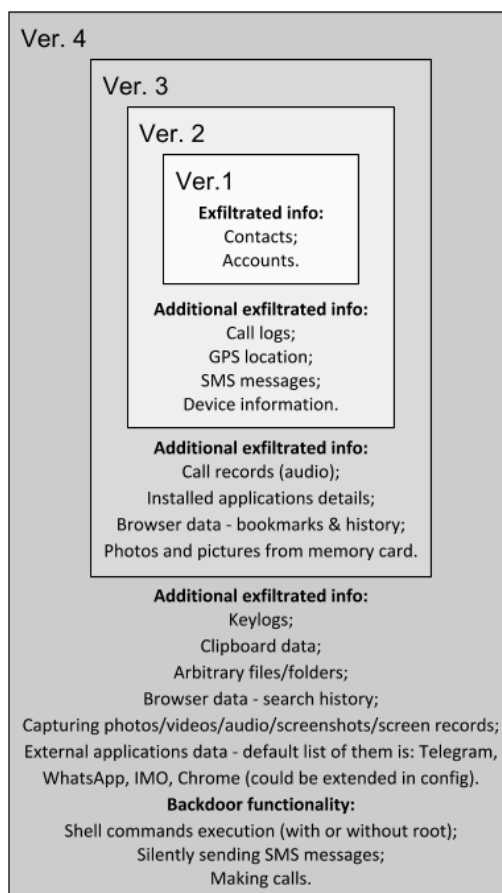 Ver. 4
Ver. 3
Ver. 2
Ver.1
Exfiltrated info:
Contacts;
Accounts.
Additional exfiltrated info:
Call logs;
GPS location;
SMS messages;
Device information.
Additional exfiltrated info:
Call records (audio);
Installed applications details;
Browser data - bookmarks & history;
Photos and pictures from memory card.
Additional exfiltrated info:
Keylogs;
Clipboard data;
Arbitrary files/folders;
Browser data - search history;
Capturing photos/videos/audio/screenshots/screen records;
External applications data - default list of them is: Telegram,
WhatsApp, IMO, Chrome (could be extended in config).
Backdoor functionality:
Shell commands execution (with or without root);
Silently sending SMS messages;
Making calls.